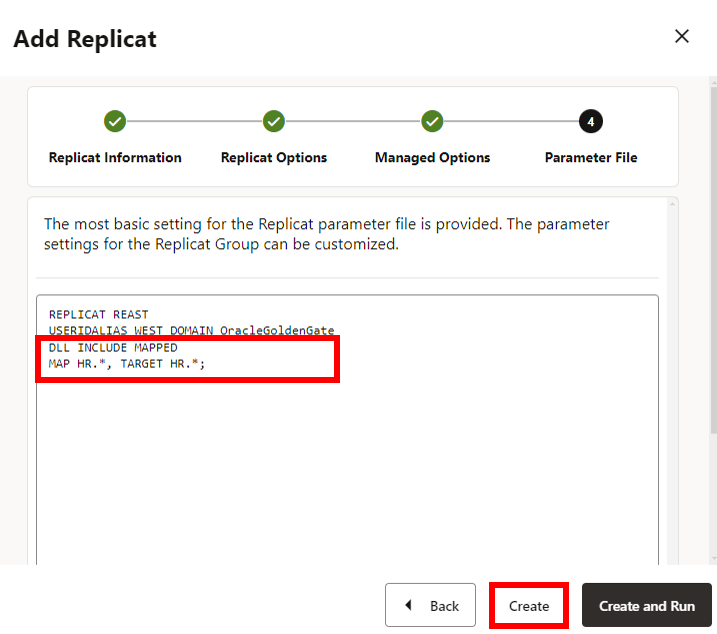 Add Replicat
4
Replicat Information
Replicat Options
Managed Options
Parameter File
The most basic setting for the Replicat parameter file is provided. The parameter
settings for the Replicat Group can be customized.
REPLICAT REAST
USERIDALIAS WEST DOMAIN OracleGoldenGate
DLL INCLUDE MAPPED
MAP HR.*, TARGET HR.*;
Back
Create
Create and Run